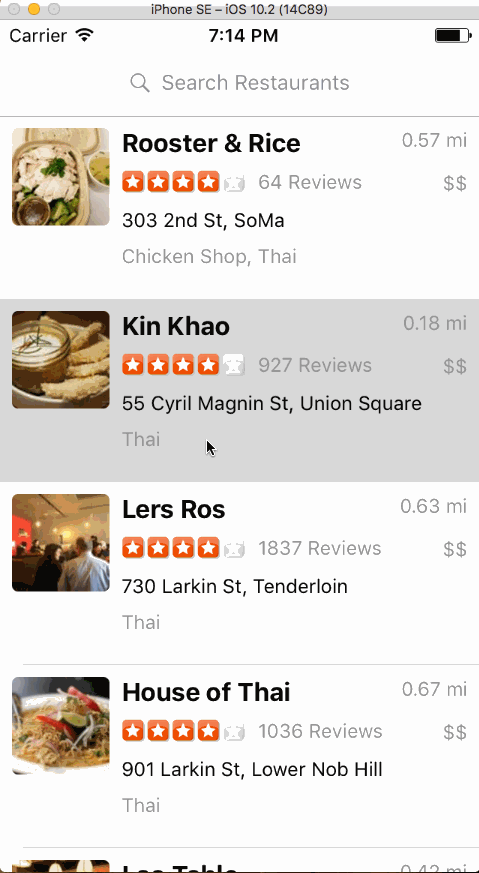 iPhone SE – iOS 10.2 (14C89)
Carrier 7:14 PM
Search Restaurants
Rooster & Rice 0.57 mi
64 Reviews $$
303 2nd St, SoMa
Chicken Shop, Thai
Kin Khao 0.18 mi
927 Reviews $$
55 Cyril Magnin St, Union Square
Thai
Lers Ros 0.63 mi
1837 Reviews $$
730 Larkin St, Tenderloin
Thai
House of Thai 0.67 mi
1036 Reviews $$
901 Larkin St, Lower Nob Hill
Thai
0.42 mi